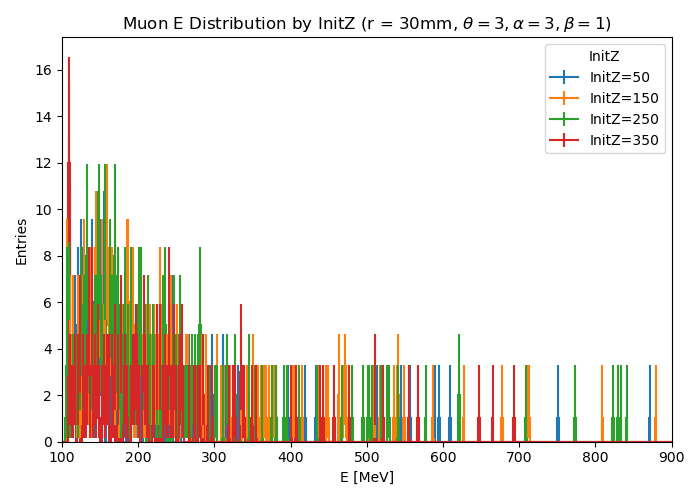 Muon E Distribution by InitZ (r = 30mm, θ = 3, α = 3, β = 1)
InitZ
InitZ=50
InitZ=150
InitZ=250
InitZ=350
16
14
12
10
8
6
4
2
0
Entries
100 200 300 400 500 600 700 800 900
E [MeV]